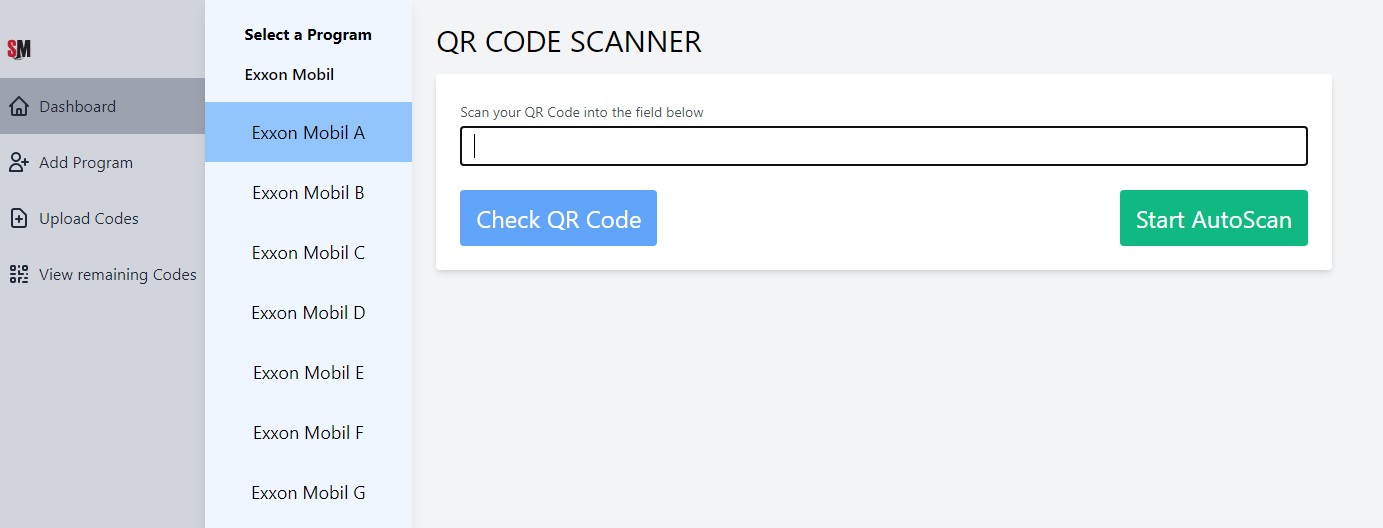 SM
Dashboard
Add Program
Upload Codes
View remaining Codes
Select a Program
Exxon Mobil
Exxon Mobil A
Exxon Mobil B
Exxon Mobil C
Exxon Mobil D
Exxon Mobil E
Exxon Mobil F
Exxon Mobil G
QR CODE SCANNER
Scan your QR Code into the field below
Check QR Code
Start AutoScan